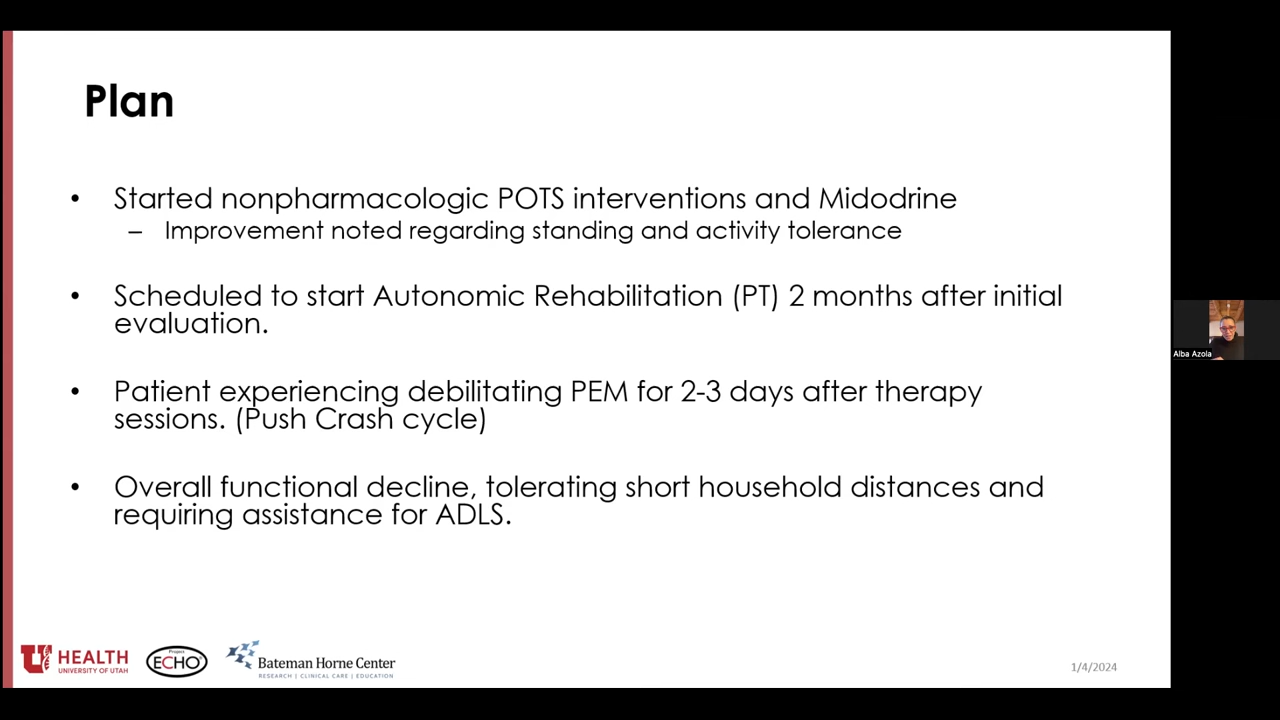 Plan
• Started nonpharmacologic POTS interventions and Midodrine
– Improvement noted regarding standing and activity tolerance
• Scheduled to start Autonomic Rehabilitation (PT) 2 months after initial
evaluation.
• Patient experiencing debilitating PEM for 2-3 days after therapy
sessions. (Push Crash cycle)
• Overall functional decline, tolerating short household distances and
requiring assistance for ADLS.
Alba Azola
U HEALTH
UNIVERSITY OF UTAH
Project
ECHO
Bateman Horne Center
RESEARCH | CLINICAL CARE | EDUCATION
1/4/2024